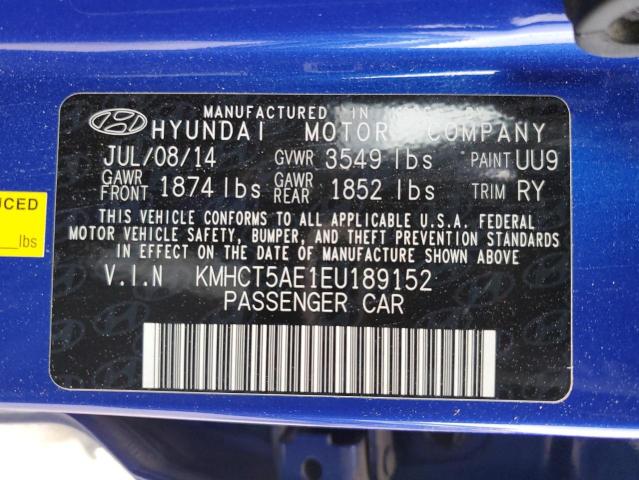 MANUFACTURED IN
HYUNDAI MOTOR COMPANY
JUL/08/14 GVWR 3549 lbs PAINT UU9
GAWR FRONT 1874 lbs GAWR REAR 1852 lbs TRIM RY
THIS VEHICLE CONFORMS TO ALL APPLICABLE U.S.A. FEDERAL
MOTOR VEHICLE SAFETY, BUMPER, AND THEFT PREVENTION STANDARDS
IN EFFECT ON THE DATE OF MANUFACTURE SHOWN ABOVE
V.I.N KMHCT5AE1EU189152
PASSENGER CAR
lbs